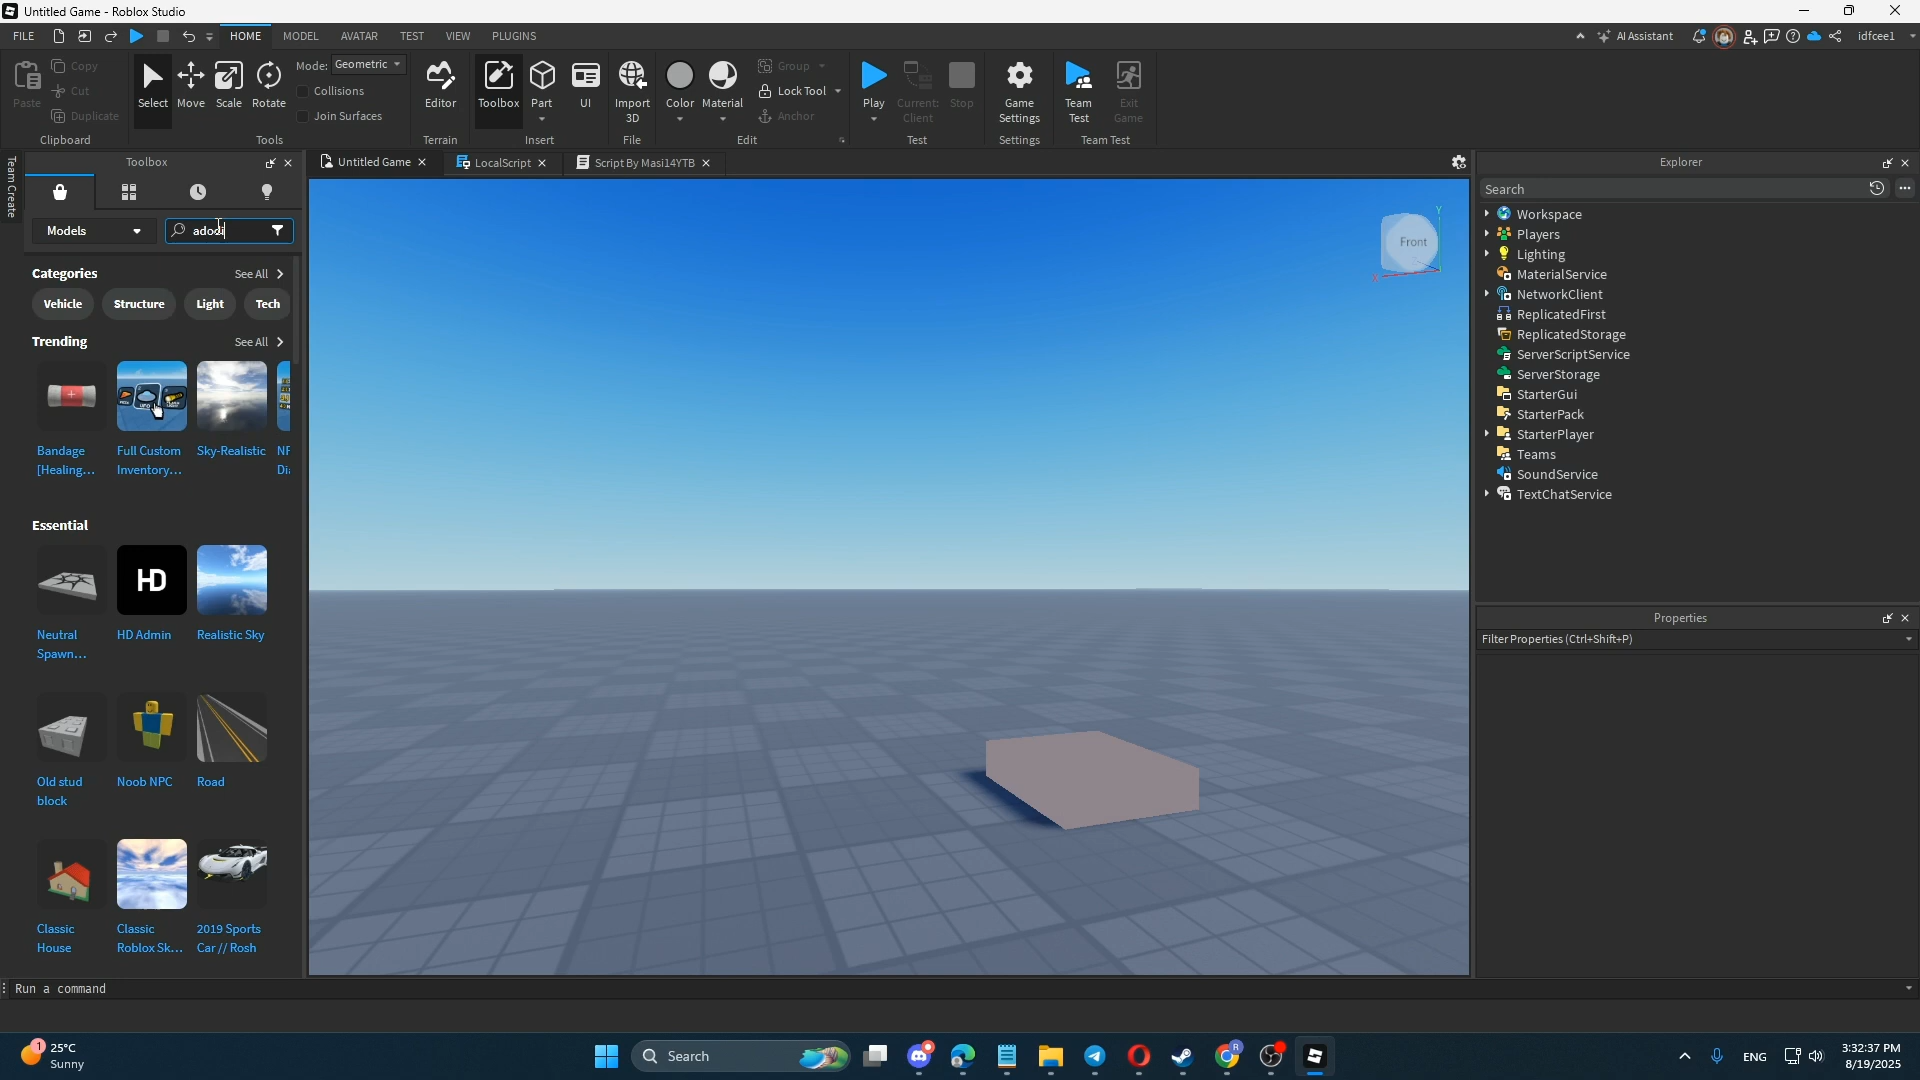 Untitled Game - Roblox Studio
FILE HOME MODEL AVATAR TEST VIEW PLUGINS AI Assistant idfcee1
Paste Copy Cut Duplicate Clipboard
Select Move Scale Rotate Mode: Geometric Collisions Join Surfaces Tools
Editor Terrain
Toolbox Part UI Insert
Import 3D File
Color Material Group Lock Tool Anchor Edit
Play Current: Client Stop Test
Game Settings Settings
Team Test Exit Game Team Test
Team Create
Toolbox
Untitled Game LocalScript Script By Masi14YTB
Models
Categories See All
Vehicle Structure Light Tech
Trending See All
Bandage [Healing...
Full Custom Inventory...
Sky-Realistic
Essential
HD
Neutral Spawn...
HD Admin
Realistic Sky
Old stud block
Noob NPC
Road
Classic House
Classic Roblox Sk...
2019 Sports Car // Rosh
Front
Y
X
Explorer
Search
Workspace
Players
Lighting
MaterialService
NetworkClient
ReplicatedFirst
ReplicatedStorage
ServerScriptService
ServerStorage
StarterGui
StarterPack
StarterPlayer
Teams
SoundService
TextChatService
Properties
Filter Properties (Ctrl+Shift+P)
Run a command
1
25°C
Sunny
Search
R
ENG
3:32:37 PM
8/19/2025